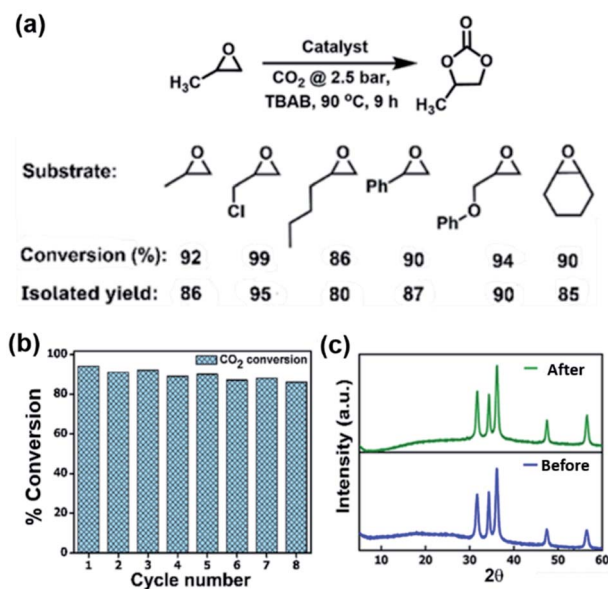 (a)
O
H₃C
Catalyst
CO₂ @ 2.5 bar,
TBAB, 90 ºC, 9 h
O
O
O
H₃C
Substrate:
O
O
Cl
O
O
Ph
O
O
Ph
O
Conversion (%): 92 99 86 90 94 90
Isolated yield: 86 95 80 87 90 85
(b)
CO₂ conversion
100
80
60
40
20
0
% Conversion
1 2 3 4 5 6 7 8
Cycle number
(c)
After
Before
Intensity (a.u.)
10 20 30 40 50 60
2θ